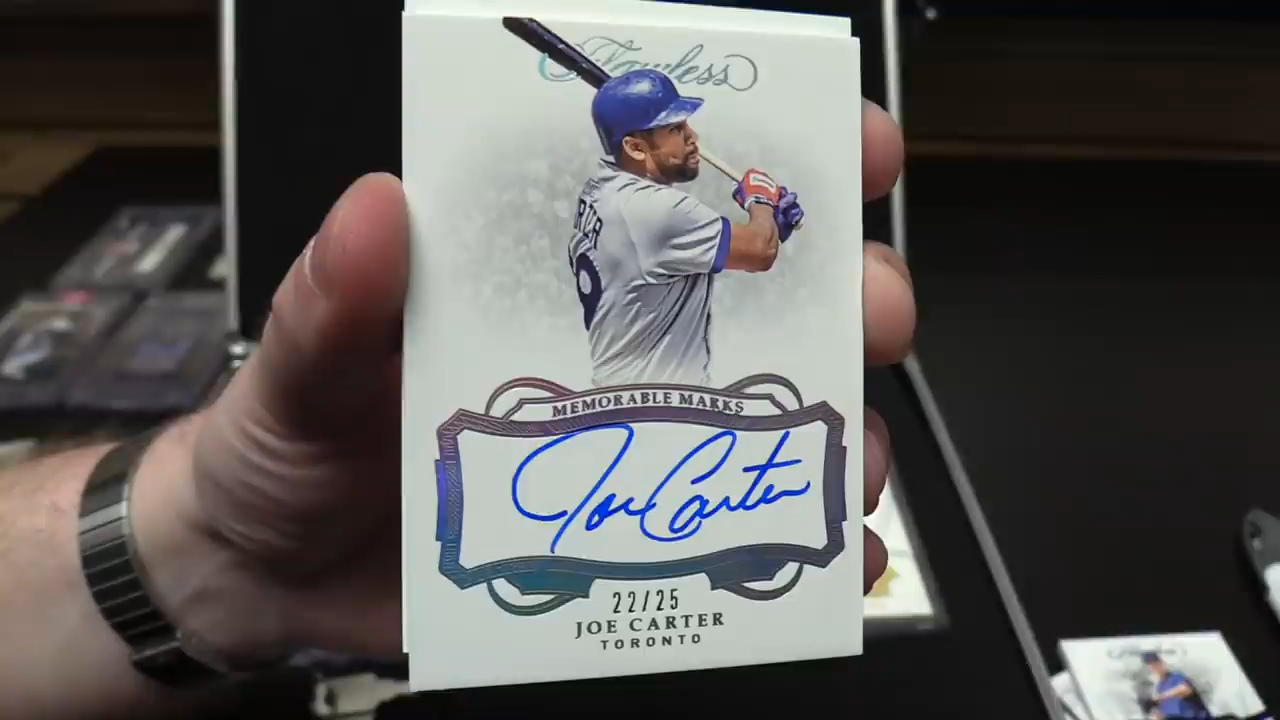 Flawless
MEMORABLE MARKS
Joe Carter
22/25
JOE CARTER
TORONTO